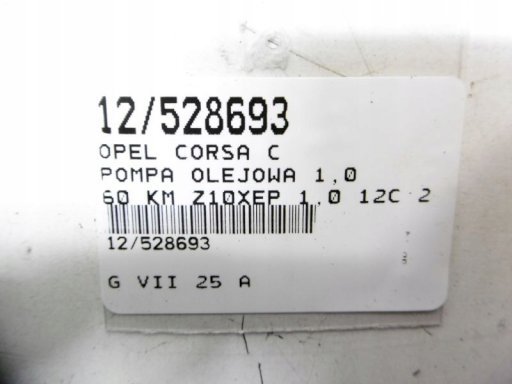 12/528693
OPEL CORSA C
POMPA OLEJOWA 1,0
60 KM Z10XEP 1,0 12C 2
12/528693
G VII 25 A